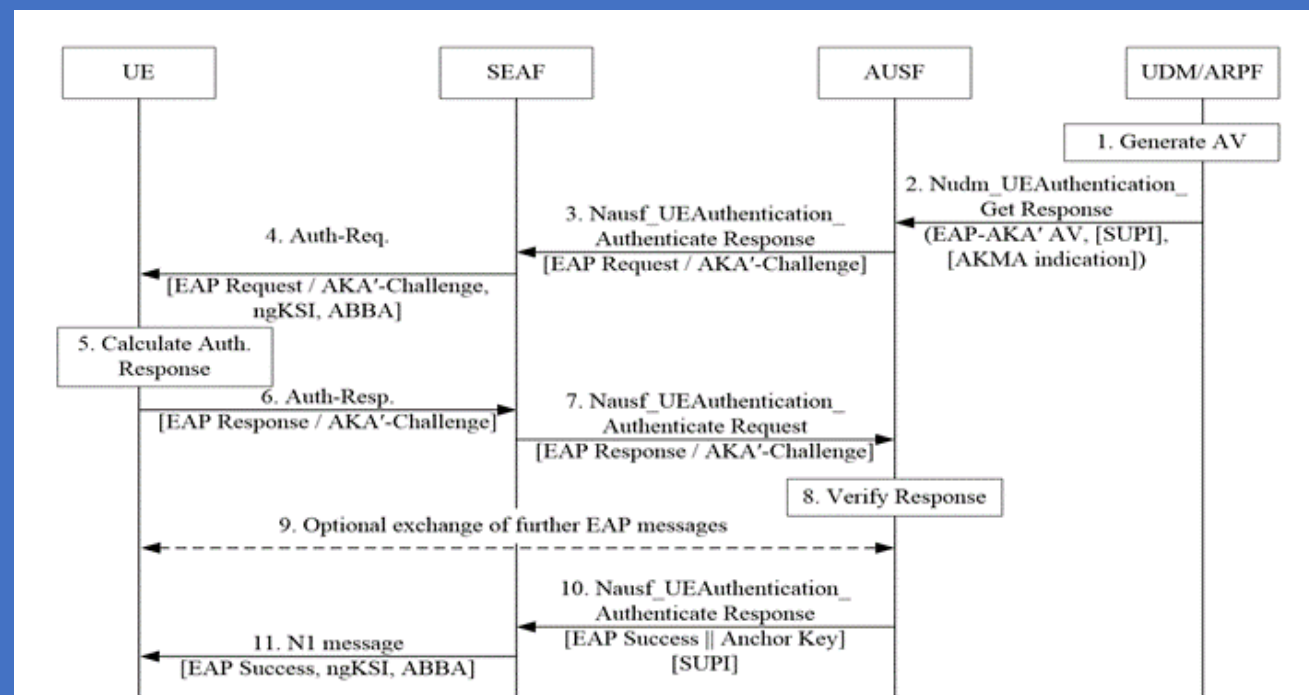 UE
SEAF
AUSF
UDM/ARPF
1. Generate AV
2. Nudm_UEAuthentication_
Get Response
(EAP-AKA′ AV, [SUPI],
[AKMA indication])
3. Nausf_UEAuthentication_
Authenticate Response
[EAP Request / AKA′-Challenge]
4. Auth-Req.
[EAP Request / AKA′-Challenge,
ngKSI, ABBA]
5. Calculate Auth.
Response
6. Auth-Resp.
[EAP Response / AKA′-Challenge]
7. Nausf_UEAuthentication_
Authenticate Request
[EAP Response / AKA′-Challenge]
8. Verify Response
9. Optional exchange of further EAP messages
10. Nausf_UEAuthentication_
Authenticate Response
[EAP Success || Anchor Key]
[SUPI]
11. N1 message
[EAP Success, ngKSI, ABBA]